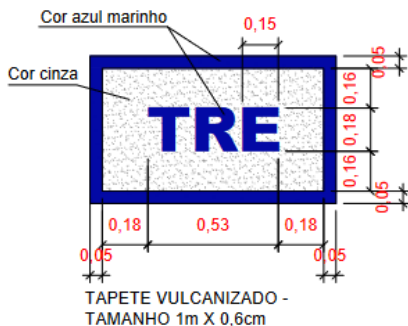 Cor azul marinho
0,15
0,05
Cor cinza
0,16
TRE
0,18
0,16
0,05
0,18
0,53
0,18
0,05
0,05
TAPETE VULCANIZADO -
TAMANHO 1m X 0,6cm